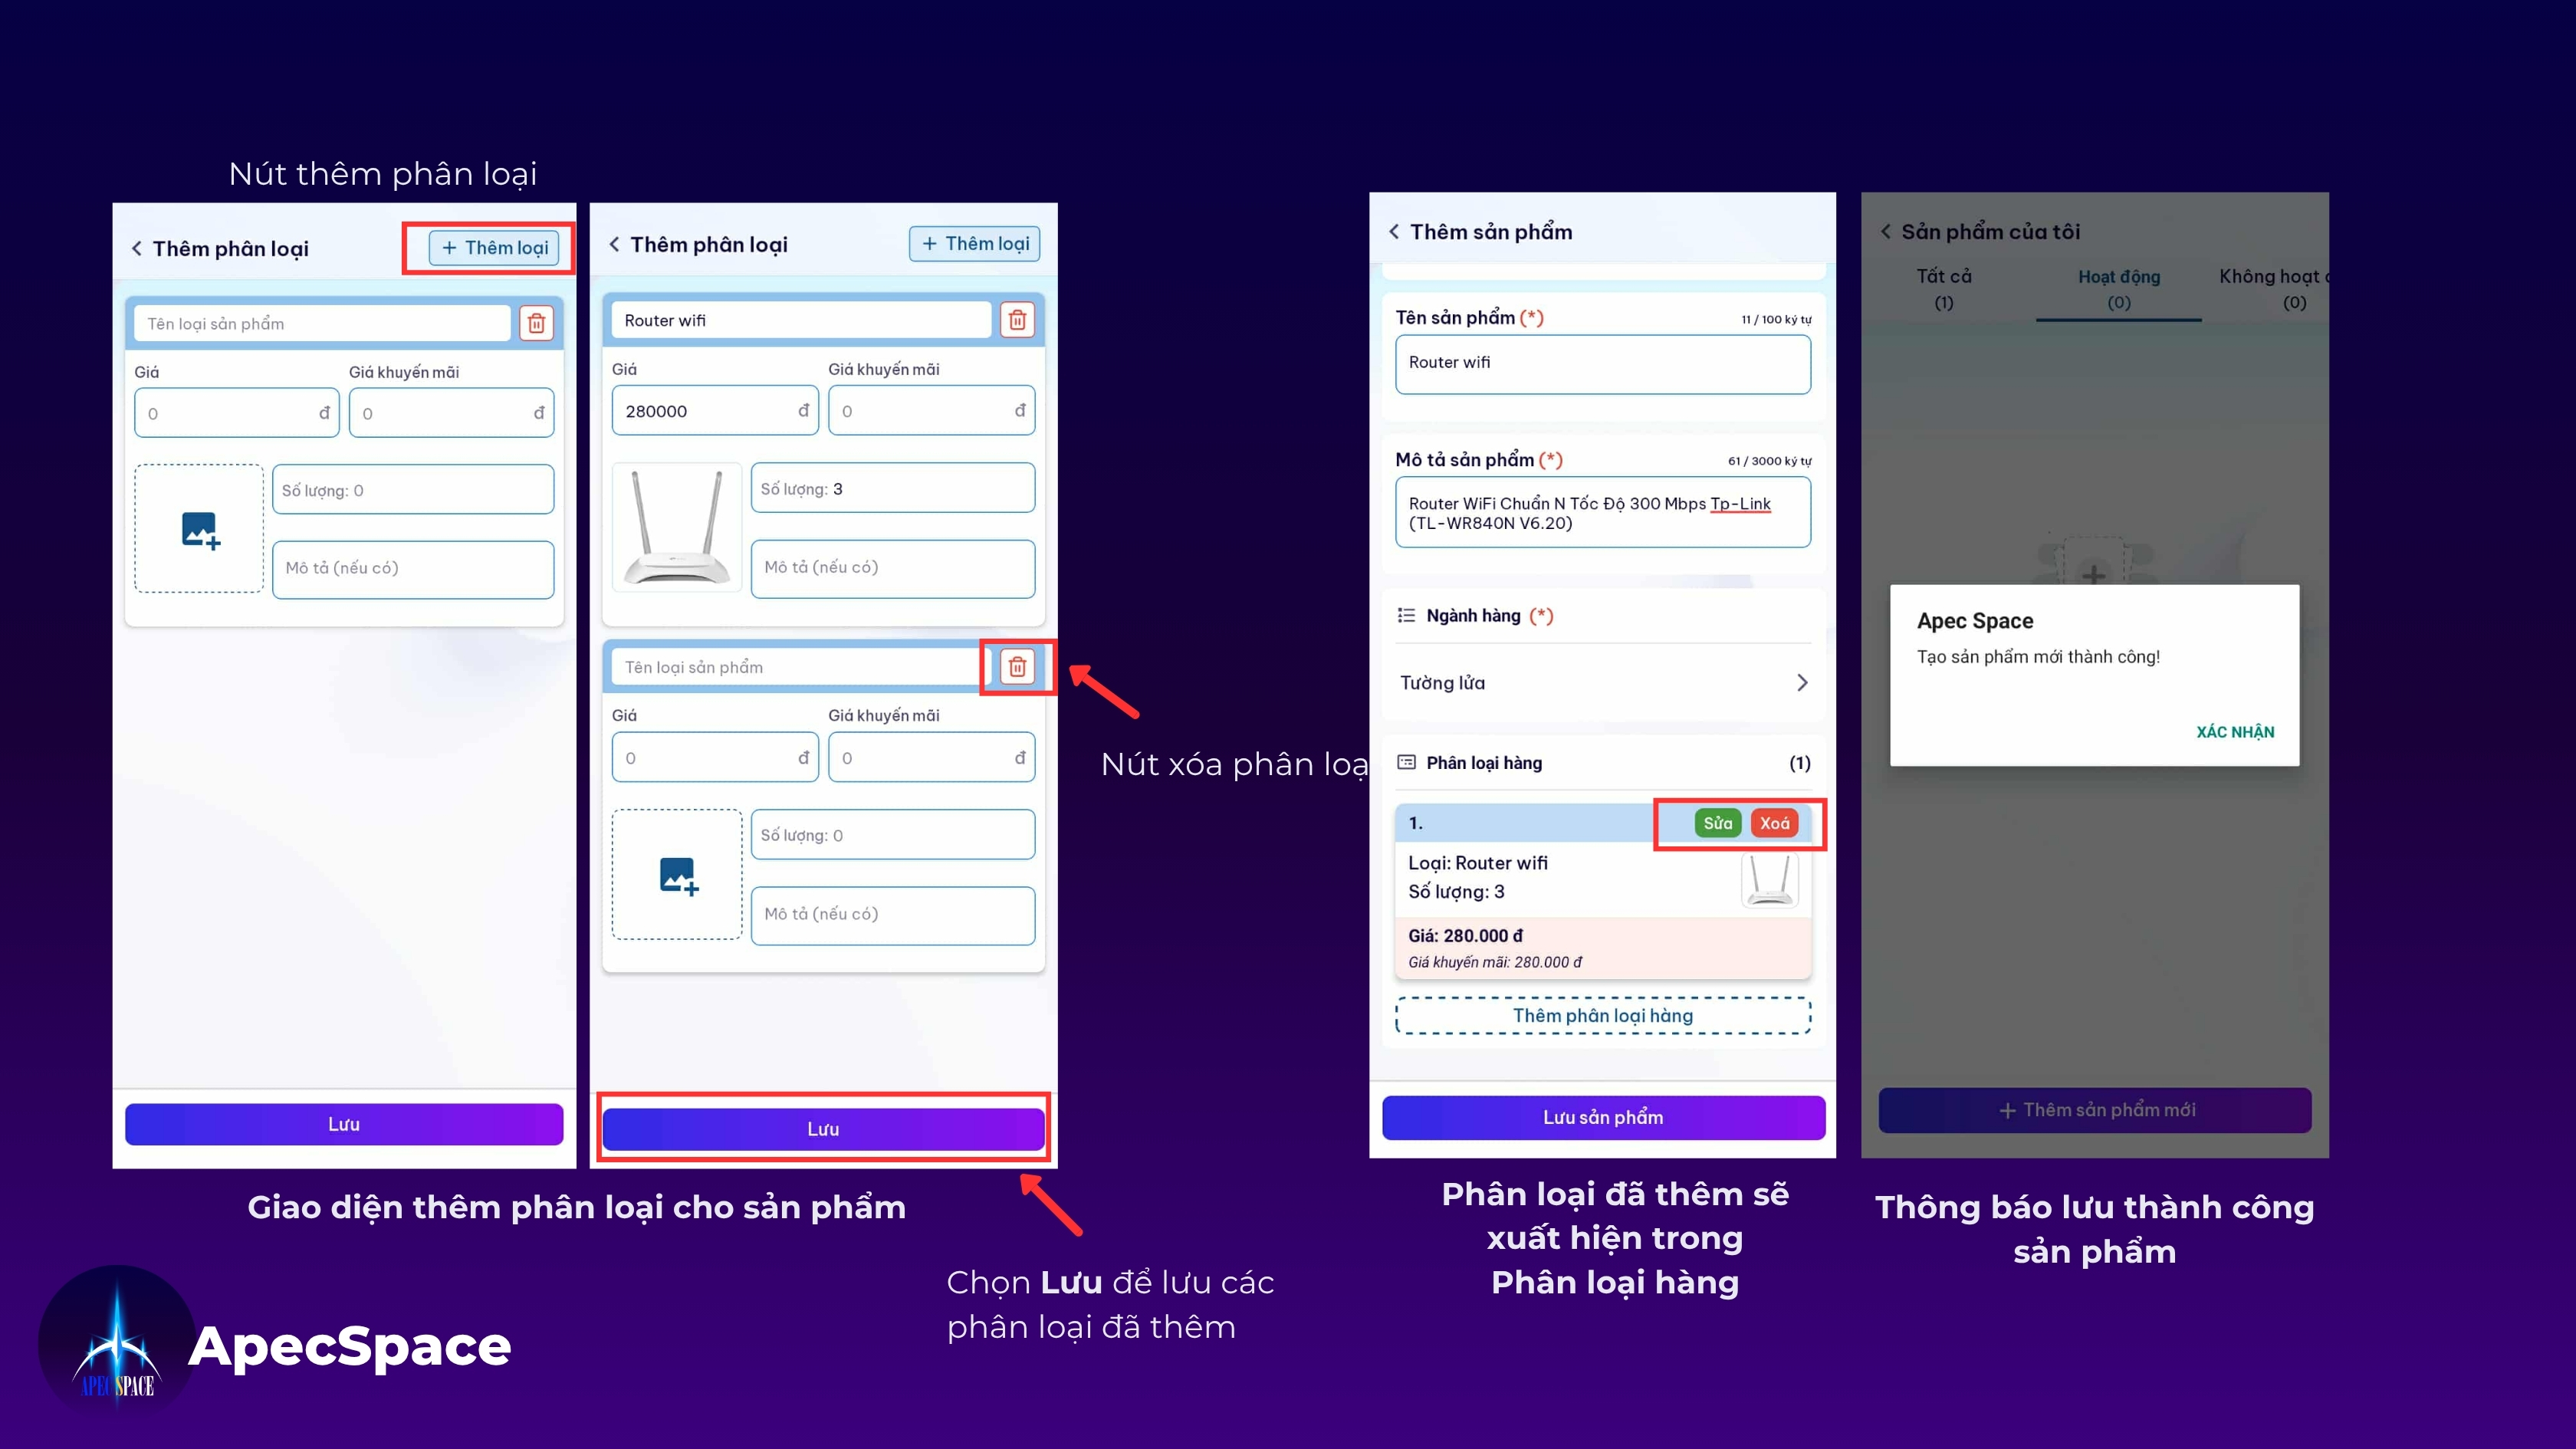 Nút thêm phân loại
Thêm phân loại
+ Thêm loại
Tên loại sản phẩm
Giá
Giá khuyến mãi
0 đ
0 đ
Số lượng: 0
Mô tả (nếu có)
Lưu
Thêm phân loại
+ Thêm loại
Router wifi
Giá
Giá khuyến mãi
280000 đ
0 đ
Số lượng: 3
Mô tả (nếu có)
Tên loại sản phẩm
Giá
Giá khuyến mãi
0 đ
0 đ
Số lượng: 0
Mô tả (nếu có)
Lưu
Giao diện thêm phân loại cho sản phẩm
Nút xóa phân loạ
Chọn Lưu để lưu các
phân loại đã thêm
Thêm sản phẩm
Tên sản phẩm (*)
11 / 100 ký tự
Router wifi
Mô tả sản phẩm (*)
61 / 3000 ký tự
Router WiFi Chuẩn N Tốc Độ 300 Mbps Tp-Link
(TL-WR840N V6.20)
Ngành hàng (*)
Tường lửa
Phân loại hàng
(1)
1.
Sửa
Xoá
Loại: Router wifi
Số lượng: 3
Giá: 280.000 đ
Giá khuyến mãi: 280.000 đ
Thêm phân loại hàng
Lưu sản phẩm
Phân loại đã thêm sẽ
xuất hiện trong
Phân loại hàng
Sản phẩm của tôi
Tất cả
(1)
Hoạt động
(0)
Không hoạt
(0)
Apec Space
Tạo sản phẩm mới thành công!
XÁC NHẬN
+ Thêm sản phẩm mới
Thông báo lưu thành công
sản phẩm
APEC SPACE
ApecSpace